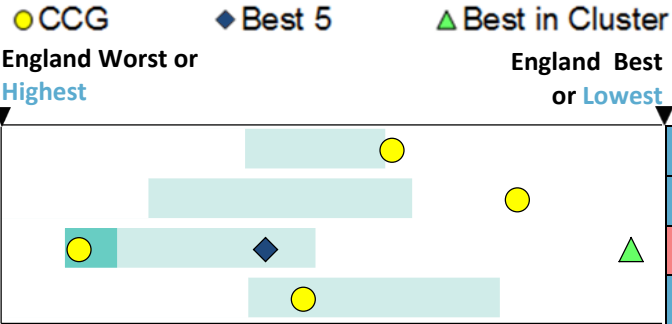 CCG Best 5 Best in Cluster
England Worst or England Best
Highest or Lowest